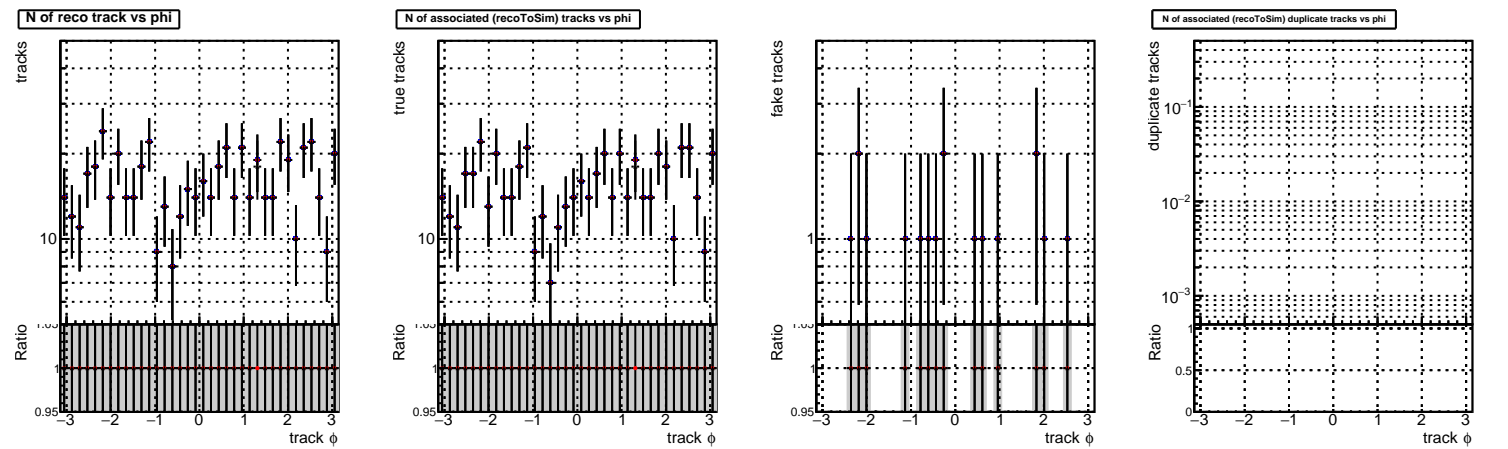 N of reco track vs phi
tracks
10
Ratio
1.05
1
0.95
−3 −2 −1 0 1 2 3
track ϕ
N of associated (recoToSim) tracks vs phi
true tracks
10
Ratio
1.05
1
0.95
−3 −2 −1 0 1 2 3
track ϕ
fake tracks
1
Ratio
1.05
1
0.95
−3 −2 −1 0 1 2 3
track ϕ
N of associated (recoToSim) duplicate tracks vs phi
duplicate tracks
10−1
10−2
10−3
Ratio
1
0.5
0
−3 −2 −1 0 1 2 3
track ϕ